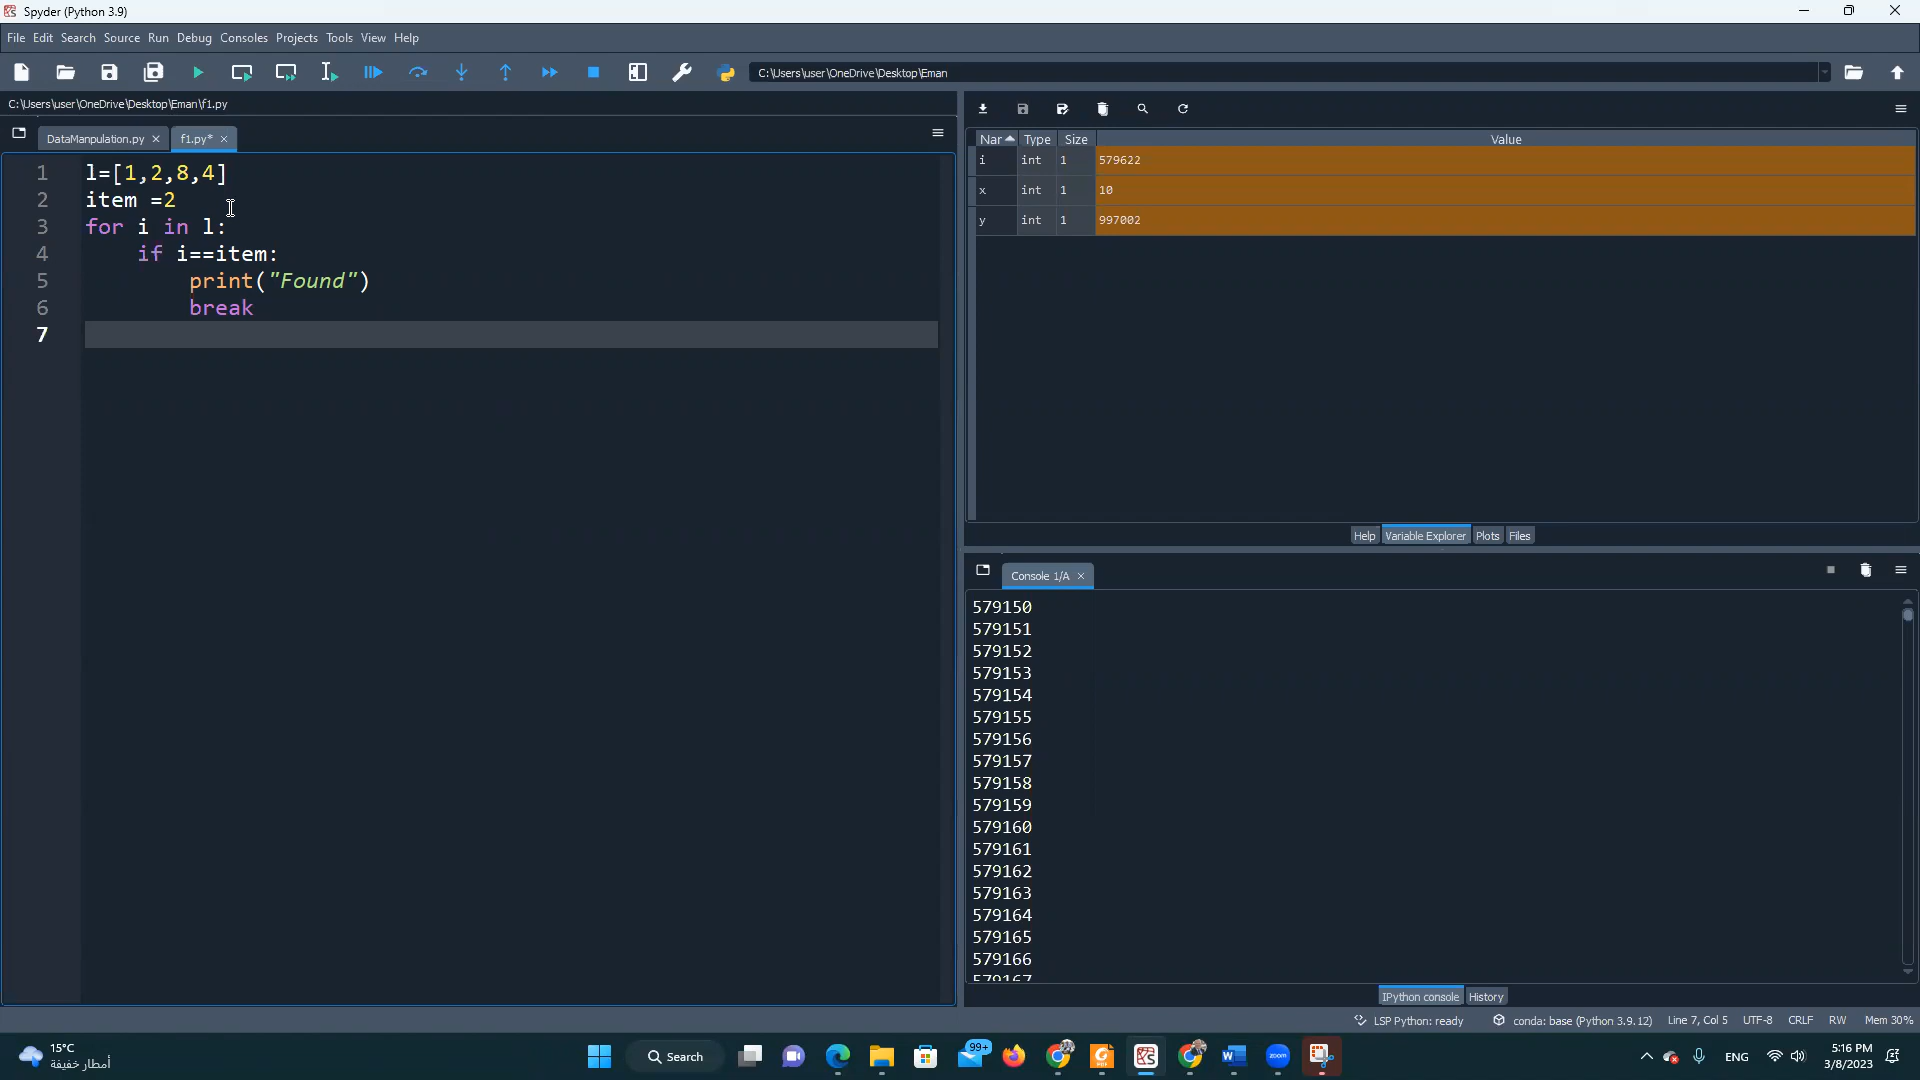 Spyder (Python 3.9)
File Edit Search Source Run Debug Consoles Projects Tools View Help
C:\Users\user\OneDrive\Desktop\Eman
C:\Users\user\OneDrive\Desktop\Eman\f1.py
DataManpulation.py
f1.py*
1 l=[1,2,8,4]
2 item =2
3 for i in l:
4 if i==item:
5 print("Found")
6 break
7
Nar Type Size Value
i int 1 579622
x int 1 10
y int 1 997002
Help Variable Explorer Plots Files
Console 1/A
579150
579151
579152
579153
579154
579155
579156
579157
579158
579159
579160
579161
579162
579163
579164
579165
579166
579167
IPython console History
LSP Python: ready conda: base (Python 3.9.12) Line 7, Col 5 UTF-8 CRLF RW Mem 30%
15°C
أمطار خفيفة
Search
99+
PDF
zoom
ENG
5:16 PM
3/8/2023